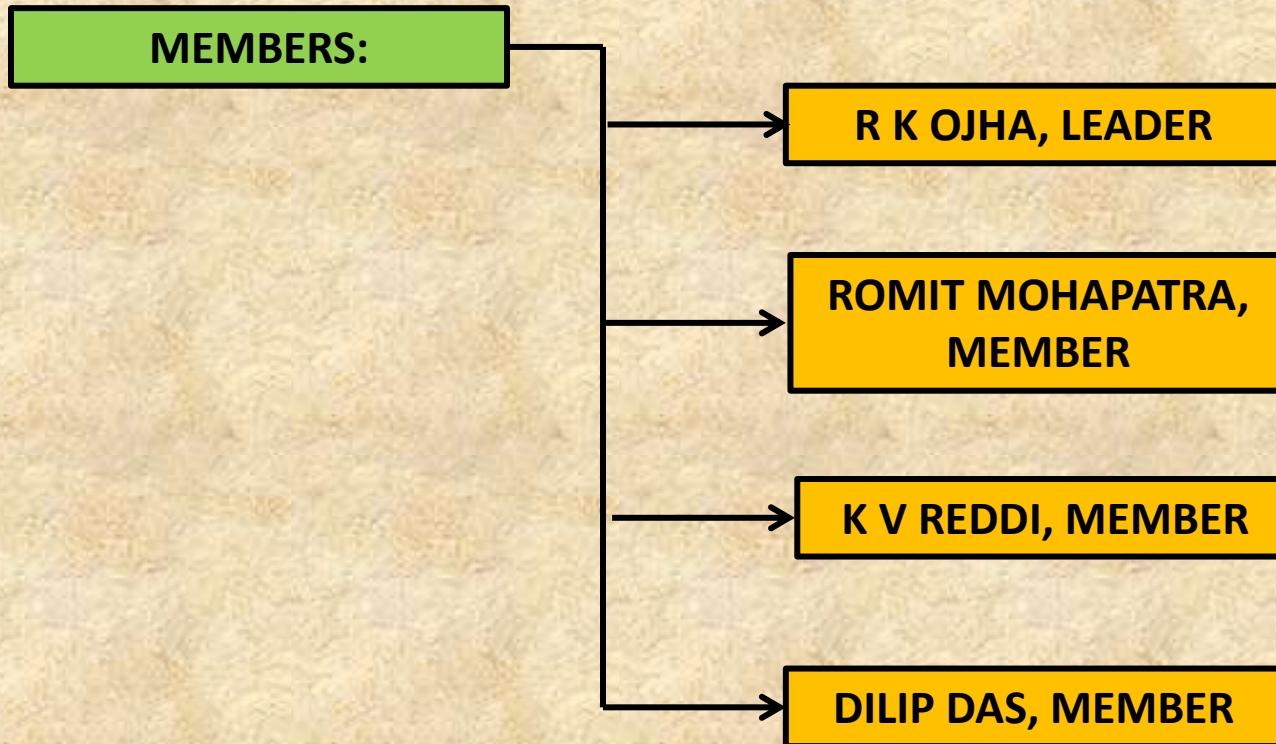 MEMBERS:
R K OJHA, LEADER
ROMIT MOHAPATRA,
MEMBER
K V REDDI, MEMBER
DILIP DAS, MEMBER